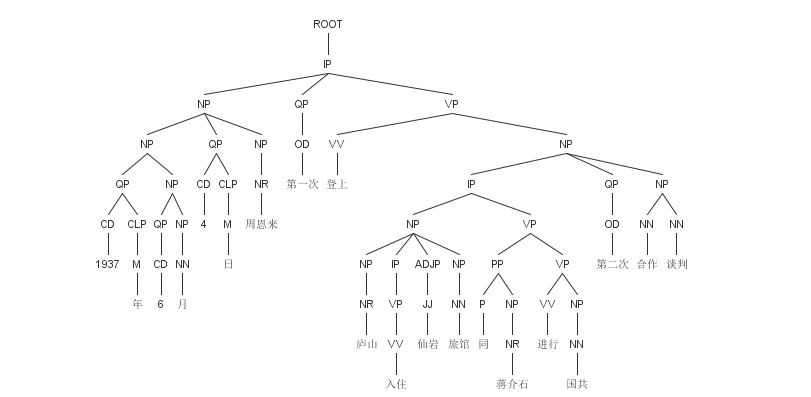 ROOT
IP
NP QP VP
NP QP NP OD VV NP
QP NP CD CLP NR 第一次 登上 IP QP NP
CD CLP QP NP 4 M 周恩来 NP VP OD NN NN
1937 M CD NN 日 NP IP ADJP NP PP VP 第二次 合作 谈判
年 6 月 NR VP JJ NN P NP VV NP
庐山 VV 仙岩 旅馆 同 NR 进行 NN
入住 蒋介石 国共